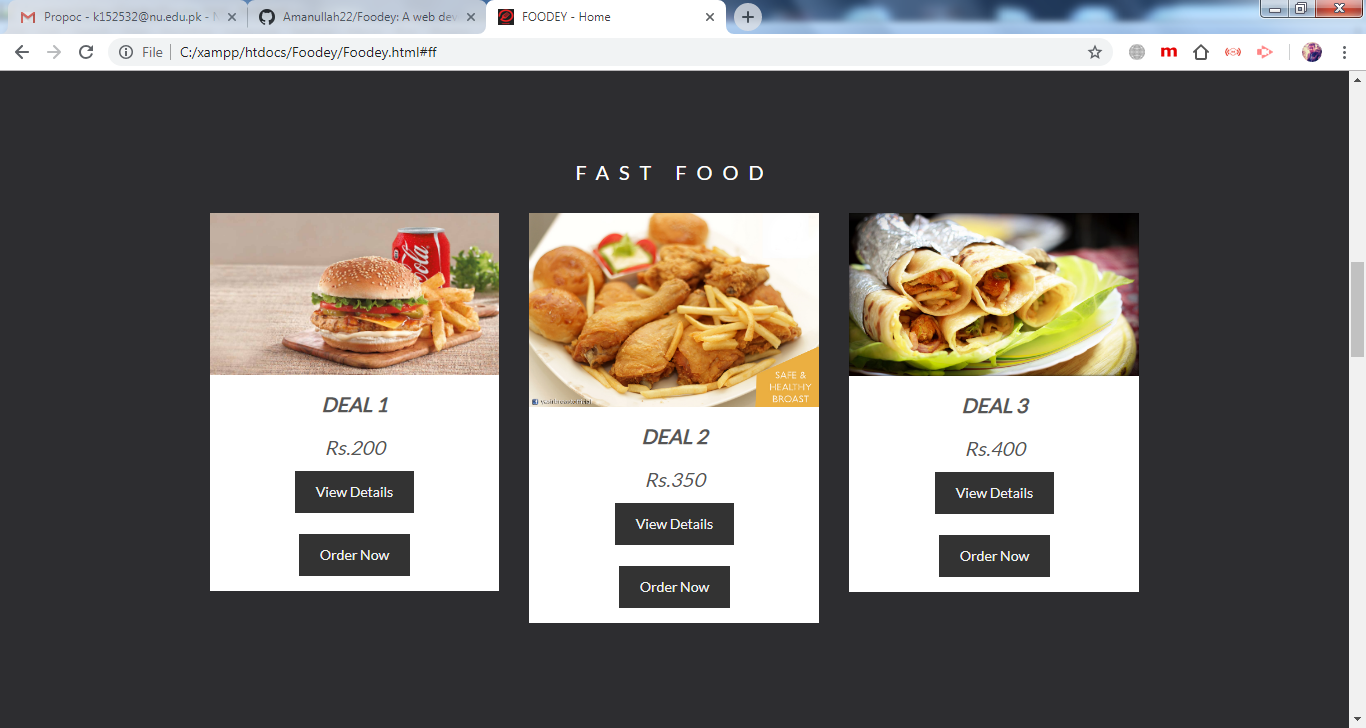 Propoc - k152532@nu.edu.pk - N
Amanullah22/Foodey: A web dev
FOODEY - Home
File
C:/xampp/htdocs/Foodey/Foodey.html#ff
m
FAST FOOD
Cola
SAFE &
HEALTHY
BROAST
DEAL 1
Rs.200
View Details
Order Now
DEAL 2
Rs.350
View Details
Order Now
DEAL 3
Rs.400
View Details
Order Now